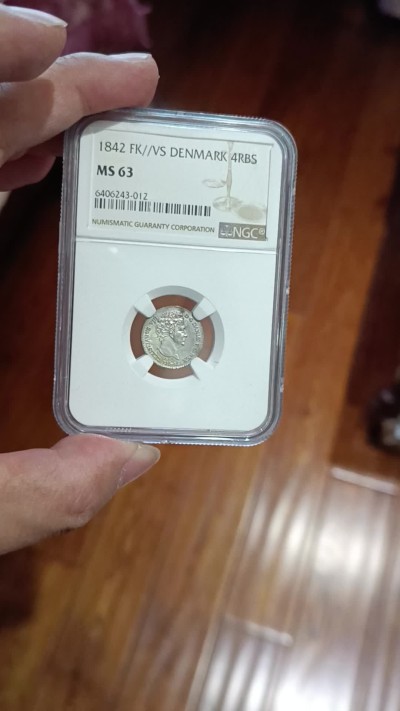 1842 FK//VS DENMARK 4RBS
MS 63
6406243-012
NUMISMATIC GUARANTY CORPORATION
NGC®